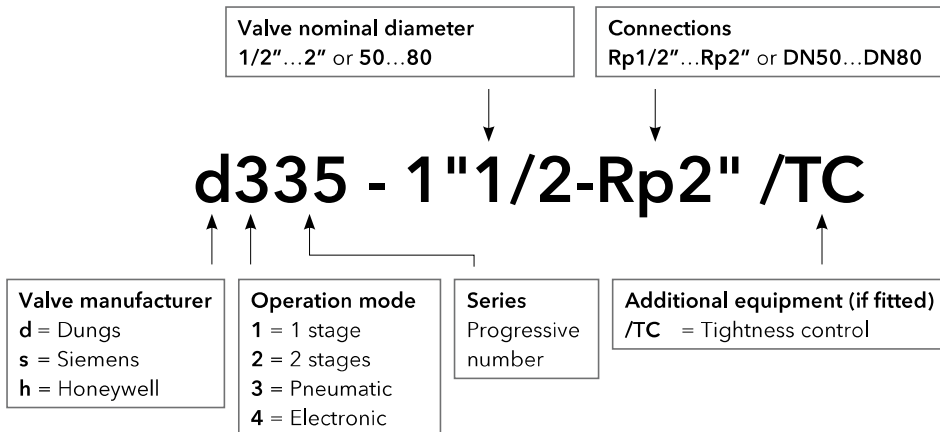 Valve nominal diameter
1/2"…2" or 50…80
Connections
Rp1/2"…Rp2" or DN50…DN80
d335 - 1"1/2-Rp2" /TC
Valve manufacturer
d = Dungs
s = Siemens
h = Honeywell
Operation mode
1 = 1 stage
2 = 2 stages
3 = Pneumatic
4 = Electronic
Series
Progressive
number
Additional equipment (if fitted)
/TC = Tightness control